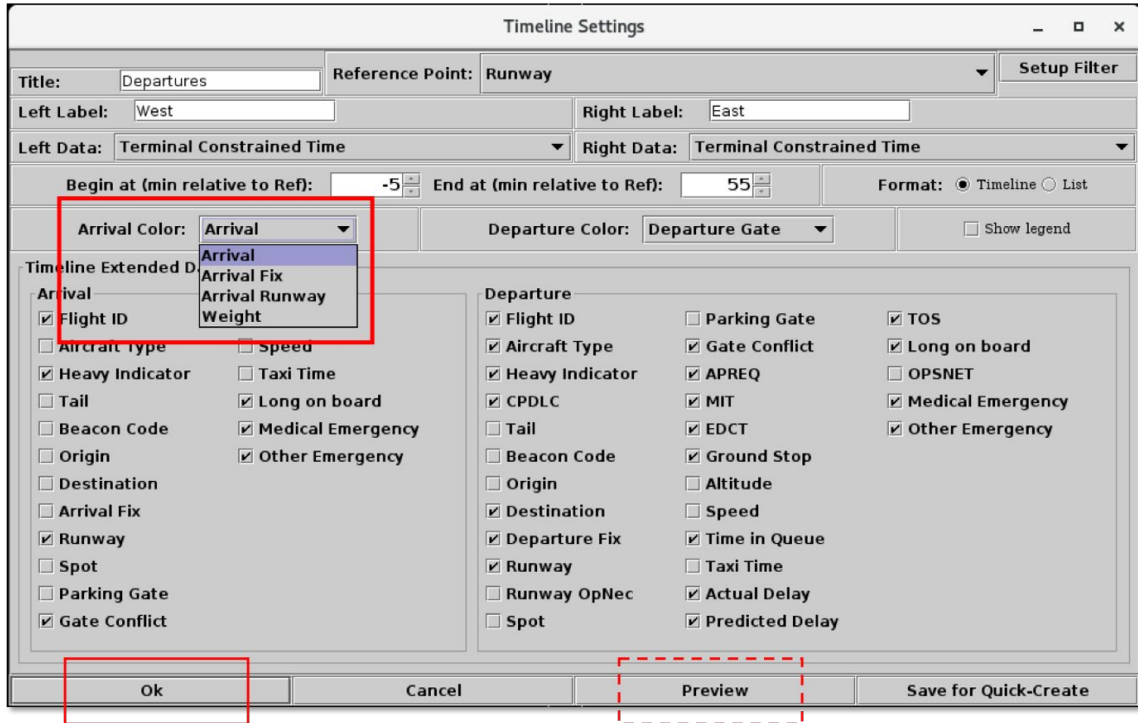 Timeline Settings
Title: Departures Reference Point: Runway Setup Filter
Left Label: West Right Label: East
Left Data: Terminal Constrained Time Right Data: Terminal Constrained Time
Begin at (min relative to Ref): -5 End at (min relative to Ref): 55 Format: Timeline List
Arrival Color: Arrival Departure Color: Departure Gate Show legend
Arrival
Arrival Fix
Arrival Runway
Weight
Timeline Extended D
Arrival
Flight ID
Aircraft Type Speed
Heavy Indicator Taxi Time
Tail Long on board
Beacon Code Medical Emergency
Origin Other Emergency
Destination
Arrival Fix
Runway
Spot
Parking Gate
Gate Conflict
Departure
Flight ID Parking Gate TOS
Aircraft Type Gate Conflict Long on board
Heavy Indicator APREQ OPSNET
CPDLC MIT Medical Emergency
Tail EDCT Other Emergency
Beacon Code Ground Stop
Origin Altitude
Destination Speed
Departure Fix Time in Queue
Runway Taxi Time
Runway OpNec Actual Delay
Spot Predicted Delay
Ok Cancel Preview Save for Quick-Create